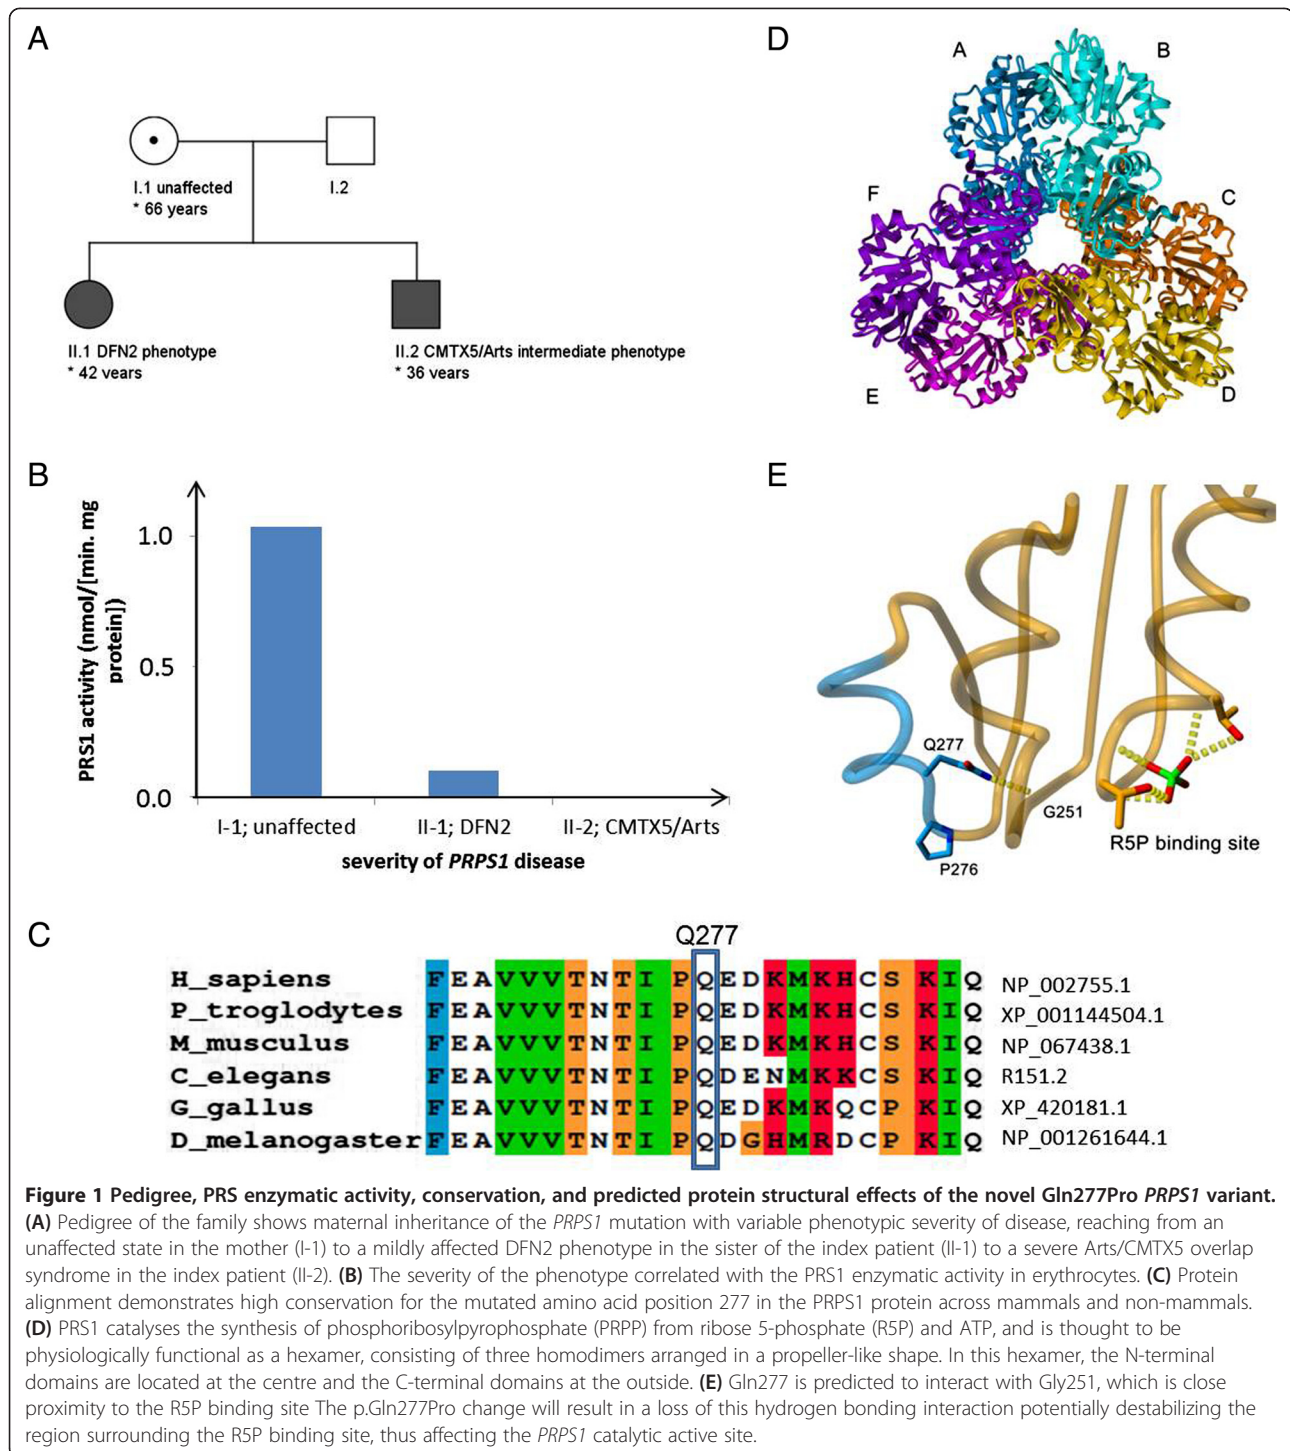 A
I.1 unaffected
* 66 years
I.2
II.1 DFN2 phenotype
* 42 years
II.2 CMTX5/Arts intermediate phenotype
* 36 years
D
A
B
F
C
E
D
B
PRS1 activity (nmol/[min. mg
protein])
1.0
0.5
0.0
I-1; unaffected
II-1; DFN2
II-2; CMTX5/Arts
severity of PRPS1 disease
E
Q277
G251
R5P binding site
P276
C
Q277
H_sapiens FEAVVVTNTIPQEDKMKHCSKIQ NP_002755.1
P_troglodytes FEAVVVTNTIPQEDKMKHCSKIQ XP_001144504.1
M_musculus FEAVVVTNTIPQEDKMKHCSKIQ NP_067438.1
C_elegans FEAVVVTNTIPQDENMKKCSKIQ R151.2
G_gallus FEAVVVTNTIPQEDKMKQCPKIQ XP_420181.1
D_melanogaster FEAVVVTNTIPQDGHMRDCPKIQ NP_001261644.1
Figure 1 Pedigree, PRS enzymatic activity, conservation, and predicted protein structural effects of the novel Gln277Pro PRPS1 variant.
(A) Pedigree of the family shows maternal inheritance of the PRPS1 mutation with variable phenotypic severity of disease, reaching from an
unaffected state in the mother (I-1) to a mildly affected DFN2 phenotype in the sister of the index patient (II-1) to a severe Arts/CMTX5 overlap
syndrome in the index patient (II-2). (B) The severity of the phenotype correlated with the PRS1 enzymatic activity in erythrocytes. (C) Protein
alignment demonstrates high conservation for the mutated amino acid position 277 in the PRPS1 protein across mammals and non-mammals.
(D) PRS1 catalyses the synthesis of phosphoribosylpyrophosphate (PRPP) from ribose 5-phosphate (R5P) and ATP, and is thought to be
physiologically functional as a hexamer, consisting of three homodimers arranged in a propeller-like shape. In this hexamer, the N-terminal
domains are located at the centre and the C-terminal domains at the outside. (E) Gln277 is predicted to interact with Gly251, which is close
proximity to the R5P binding site The p.Gln277Pro change will result in a loss of this hydrogen bonding interaction potentially destabilizing the
region surrounding the R5P binding site, thus affecting the PRPS1 catalytic active site.